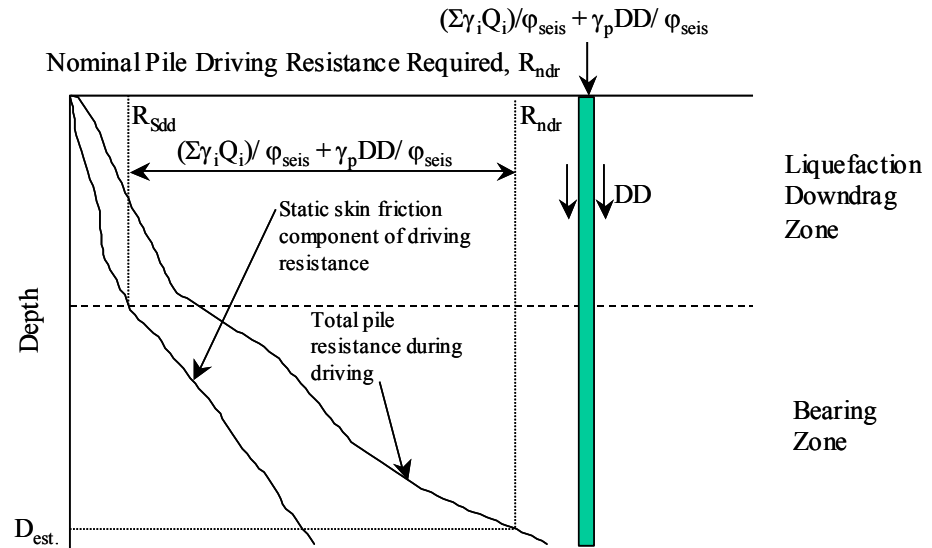 (Σγ_iQ_i)/φ_seis + γ_pDD/ φ_seis
Nominal Pile Driving Resistance Required, R_ndr
R_Sdd
R_ndr
(Σγ_iQ_i)/ φ_seis + γ_pDD/ φ_seis
DD
Liquefaction
Downdrag
Zone
Static skin friction
component of driving
resistance
Depth
Total pile
resistance during
driving
Bearing
Zone
D_est.